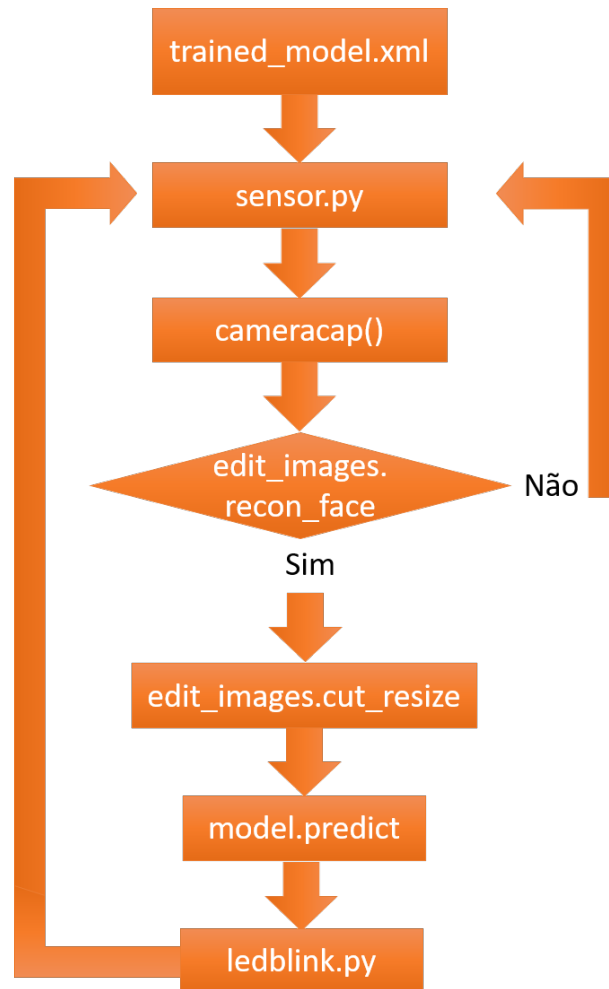 trained_model.xml
sensor.py
cameracap()
edit_images.
recon_face
Não
Sim
edit_images.cut_resize
model.predict
ledblink.py